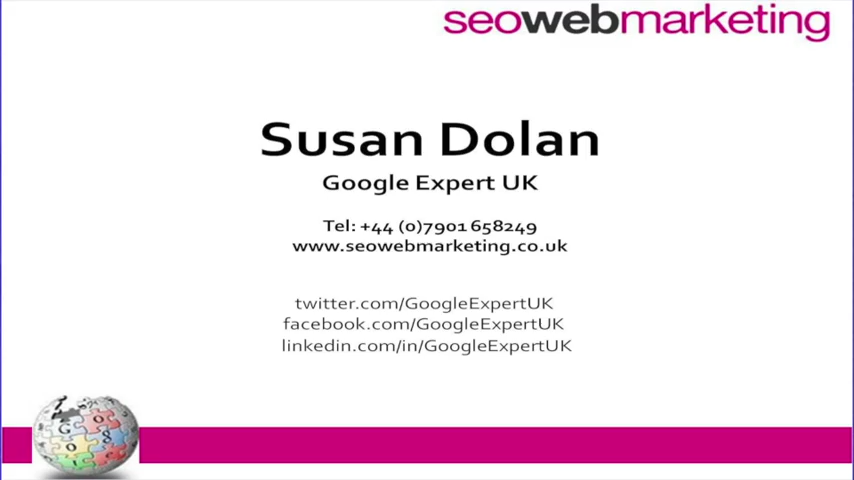 seowebmarketing
Susan Dolan
Google Expert UK
Tel: +44 (0)7901 658249
www.seowebmarketing.co.uk
twitter.com/GoogleExpertUK
facebook.com/GoogleExpertUK
linkedin.com/in/GoogleExpertUK